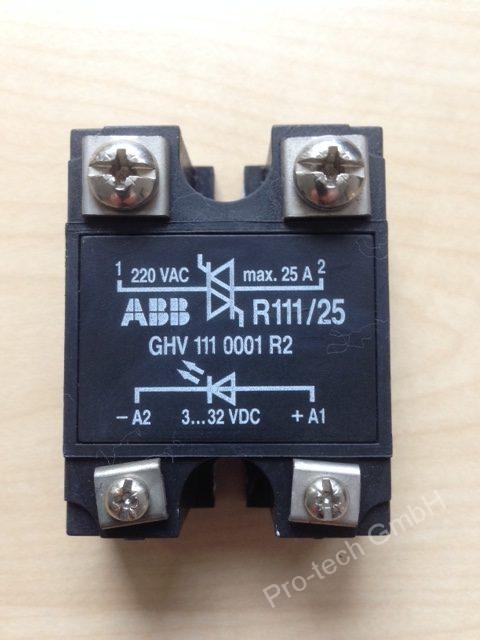 1 220 VAC max. 25 A 2
ABB R111/25
GHV 111 0001 R2
– A2 3...32 VDC + A1
Pro-tech GmbH